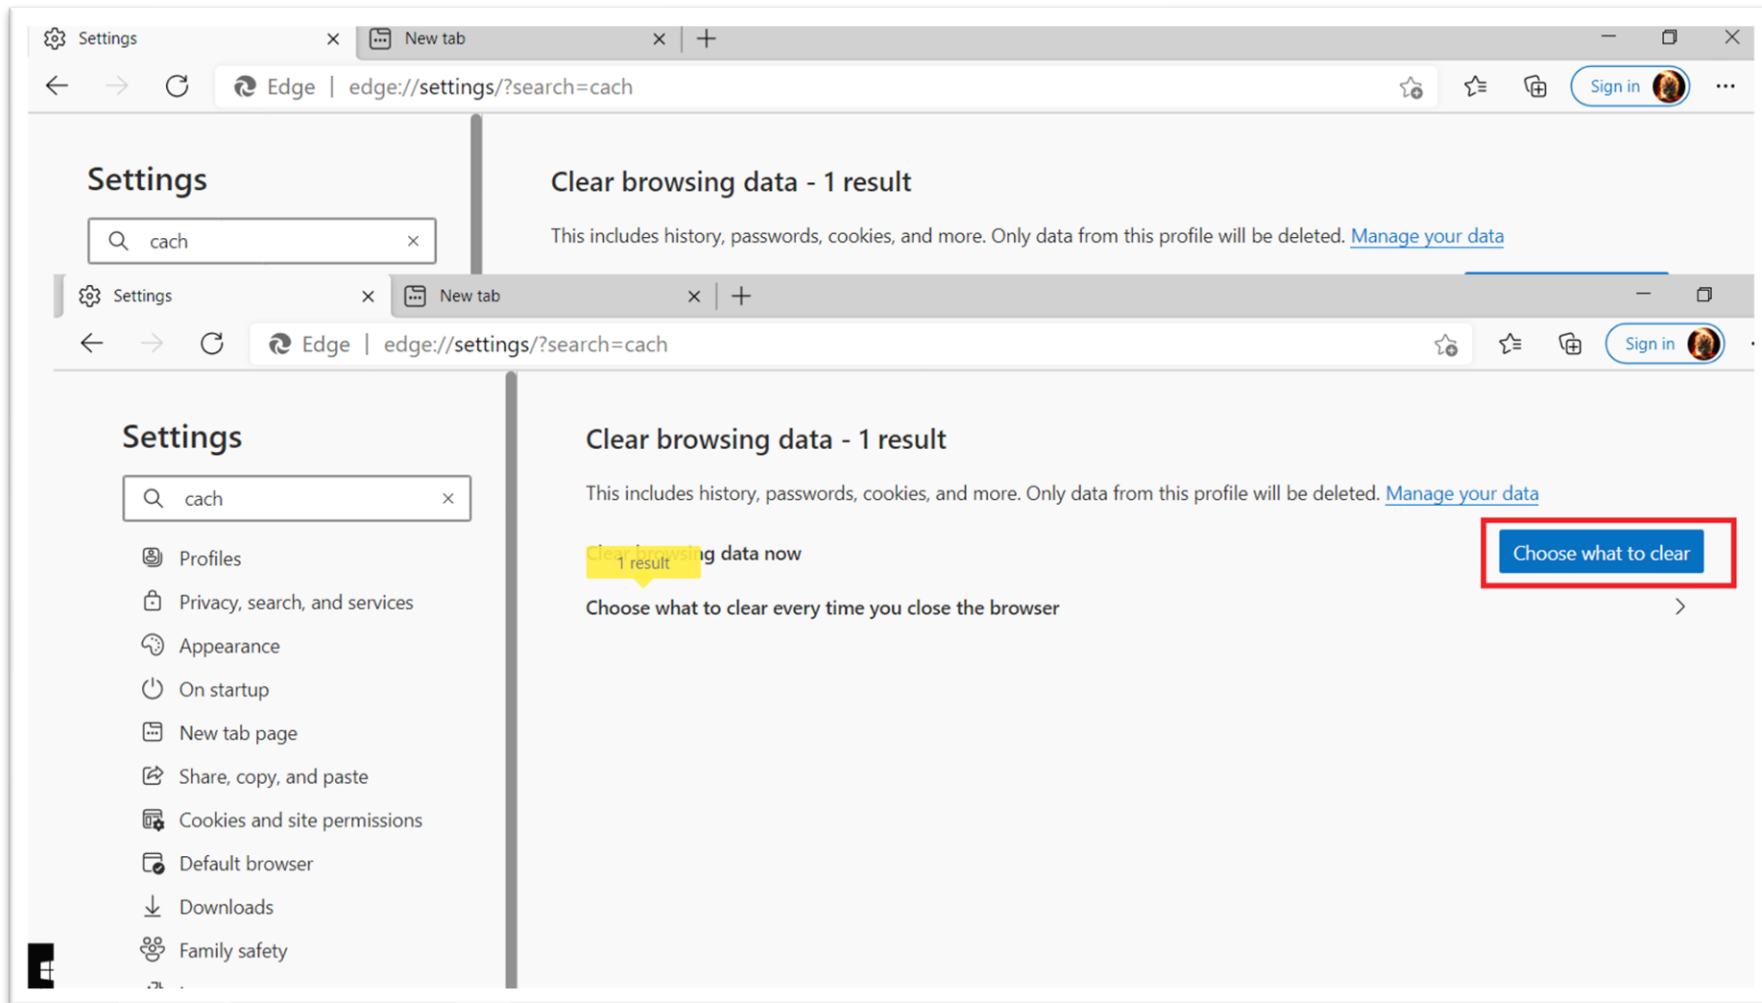 Settings
New tab
Edge | edge://settings/?search=cach
Sign in
Settings
cach
Clear browsing data - 1 result
This includes history, passwords, cookies, and more. Only data from this profile will be deleted. Manage your data
Settings
New tab
Edge | edge://settings/?search=cach
Sign in
Settings
cach
Profiles
Privacy, search, and services
Appearance
On startup
New tab page
Share, copy, and paste
Cookies and site permissions
Default browser
Downloads
Family safety
Clear browsing data - 1 result
This includes history, passwords, cookies, and more. Only data from this profile will be deleted. Manage your data
Clear browsing data now
1 result
Choose what to clear
Choose what to clear every time you close the browser